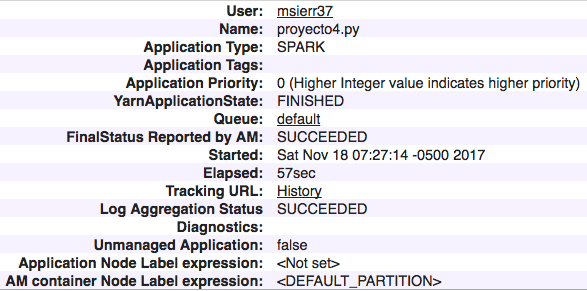 User: msierr37
Name: proyecto4.py
Application Type: SPARK
Application Tags:
Application Priority: 0 (Higher Integer value indicates higher priority)
YarnApplicationState: FINISHED
Queue: default
FinalStatus Reported by AM: SUCCEEDED
Started: Sat Nov 18 07:27:14 -0500 2017
Elapsed: 57sec
Tracking URL: History
Log Aggregation Status SUCCEEDED
Diagnostics:
Unmanaged Application: false
Application Node Label expression: <Not set>
AM container Node Label expression: <DEFAULT_PARTITION>